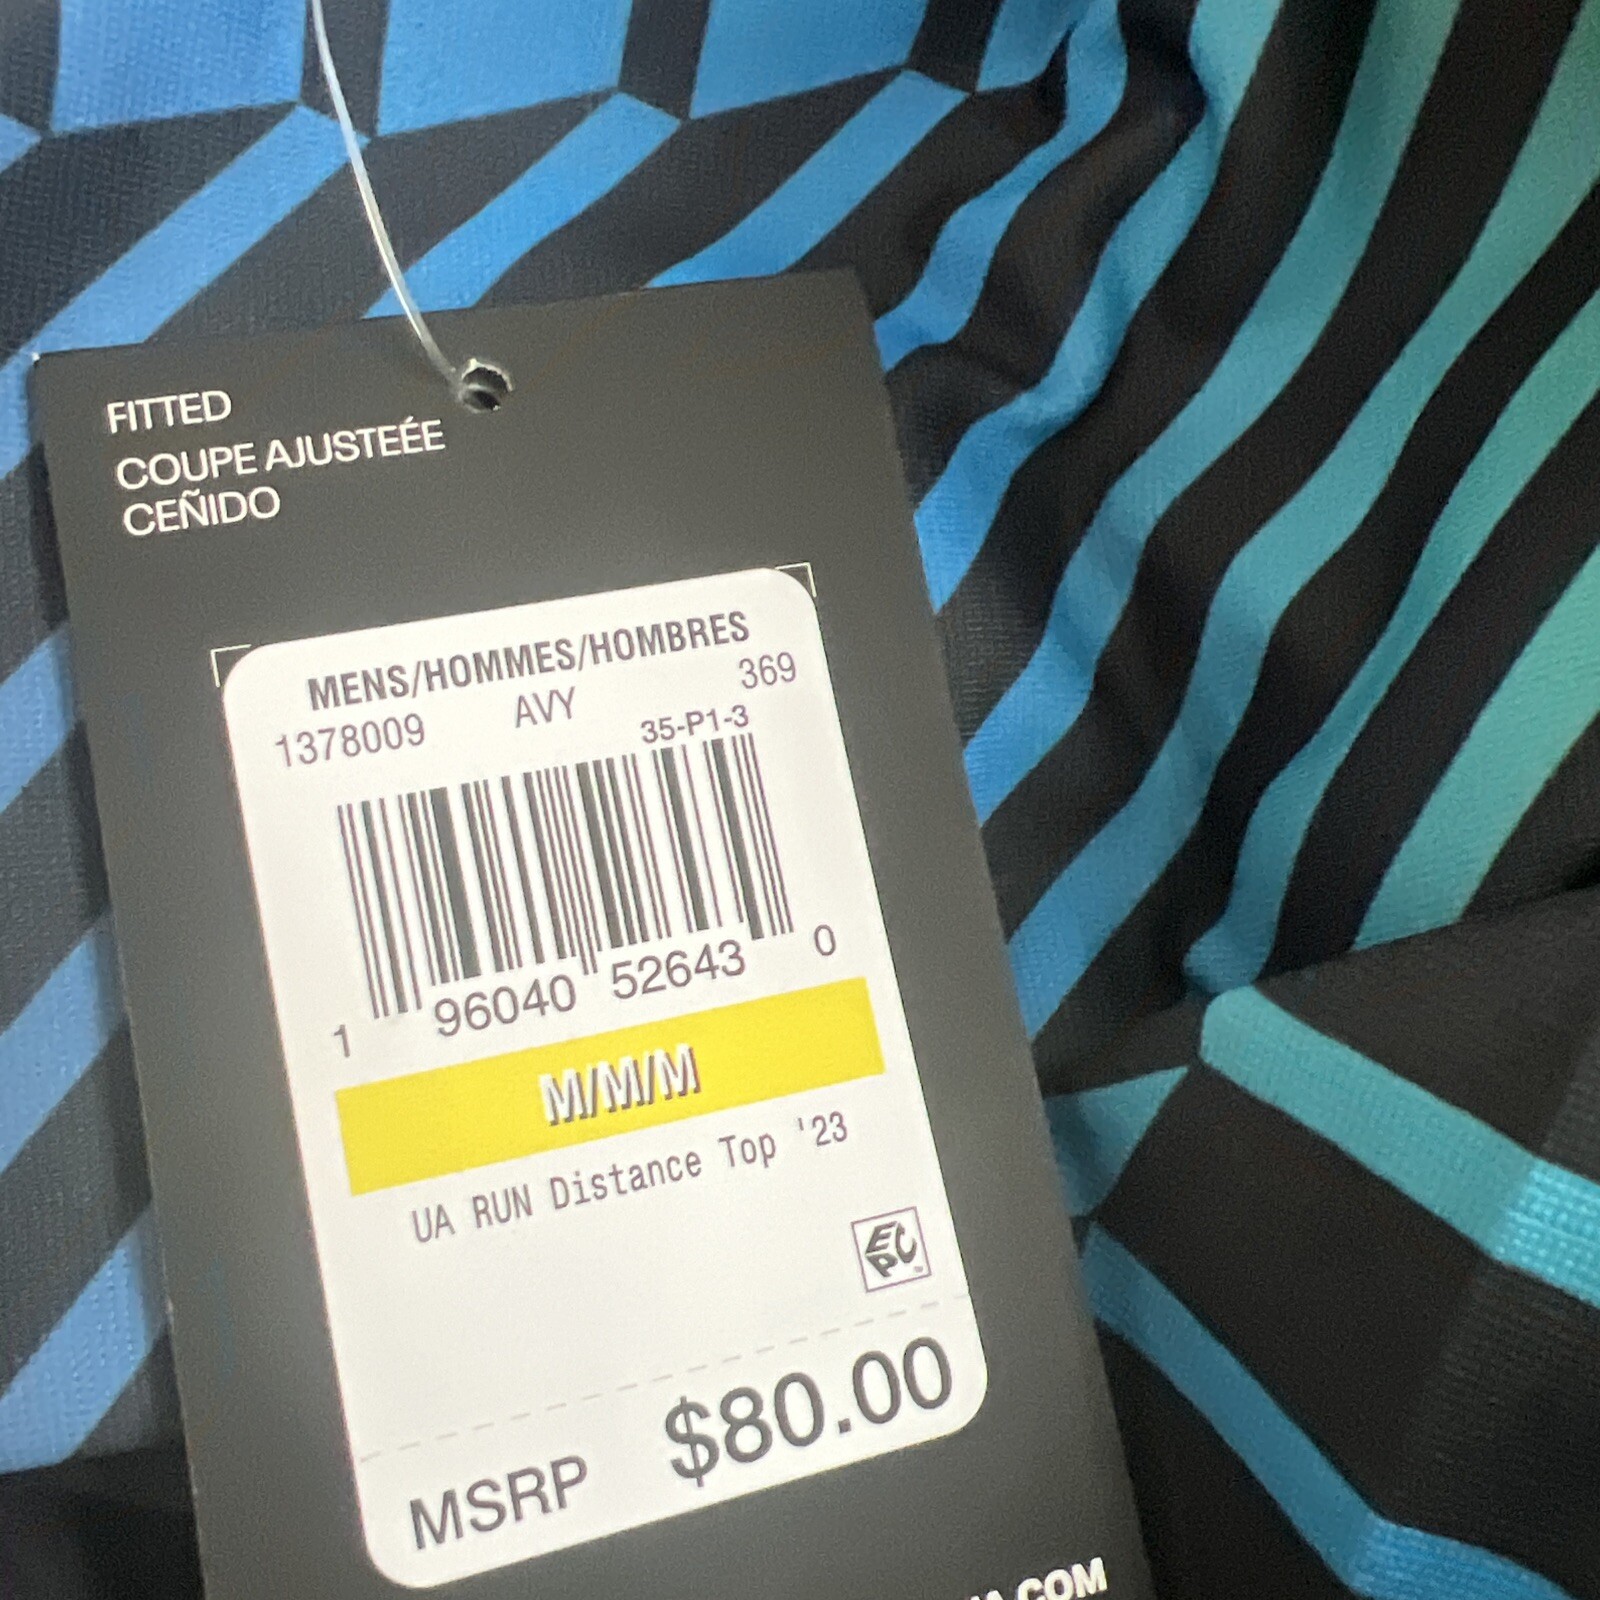 FITTED
COUPE AJUSTEÉE
CEÑIDO
MENS/HOMMES/HOMBRES
1378009 AVY 369
35-P1-3
1 96040 52643 0
M/M/M
UA RUN Distance Top '23
EPC
MSRP $80.00
.COM